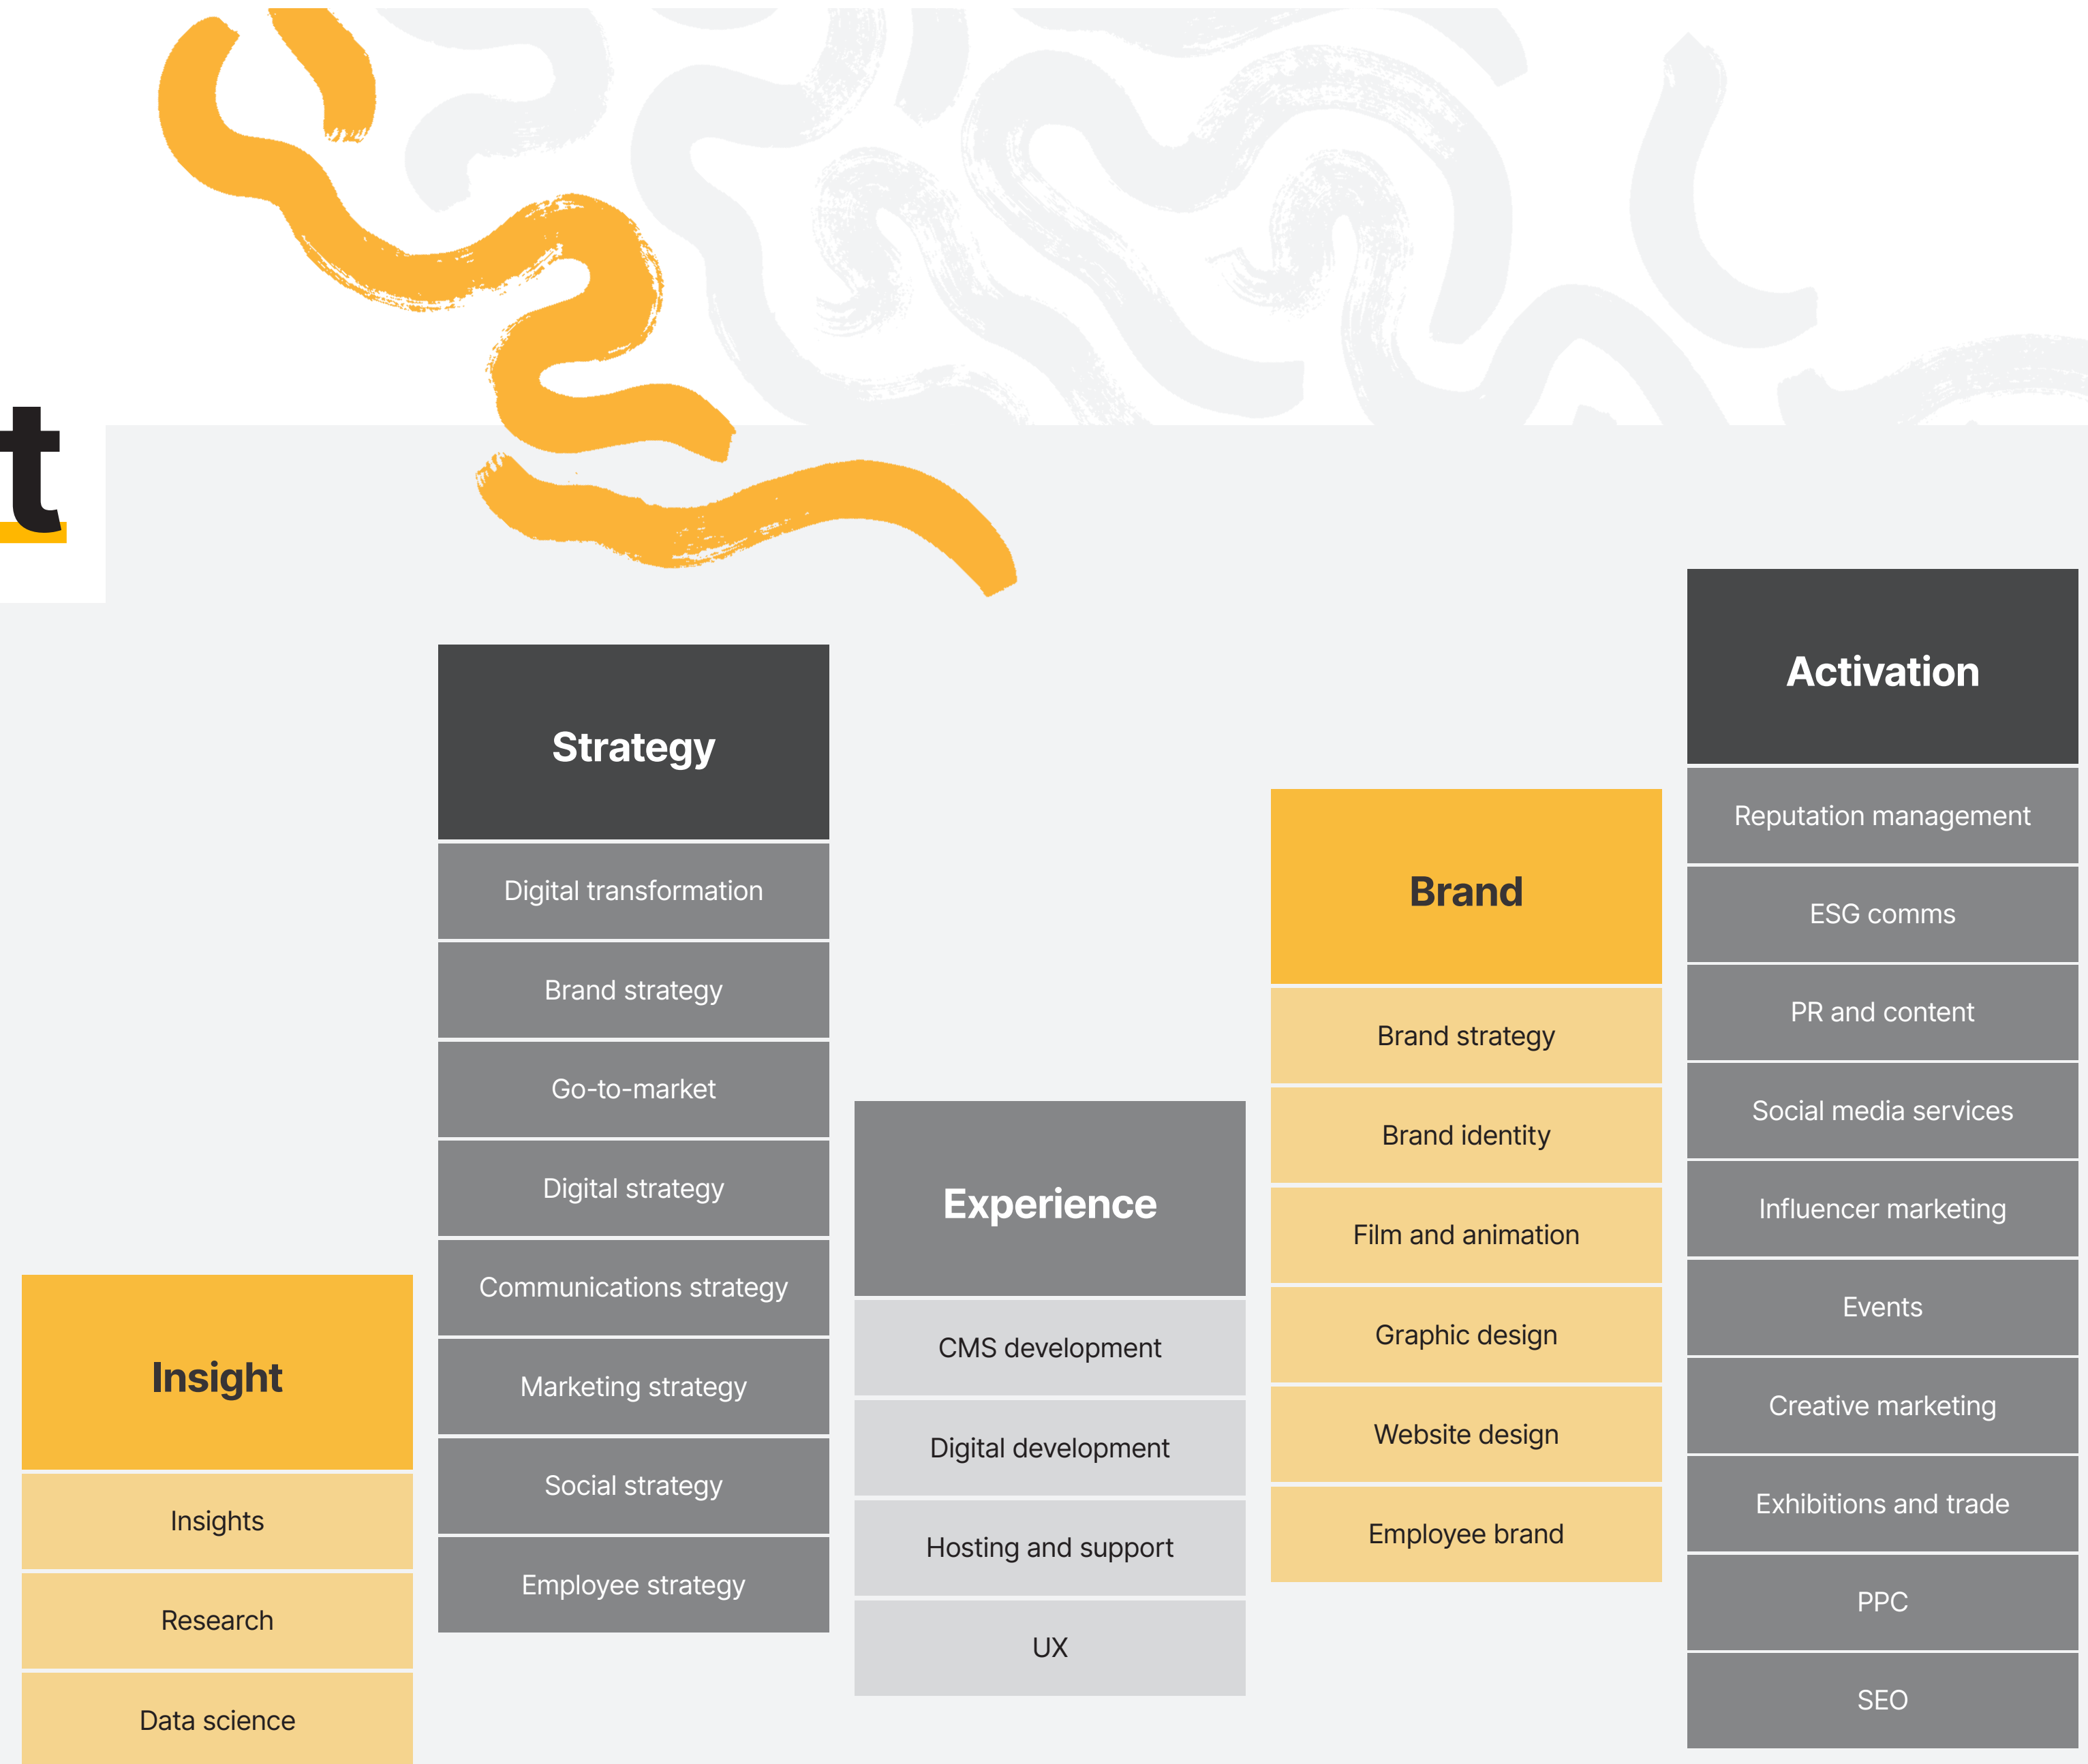 t
Insight
Insights
Research
Data science
Strategy
Digital transformation
Brand strategy
Go-to-market
Digital strategy
Communications strategy
Marketing strategy
Social strategy
Employee strategy
Experience
CMS development
Digital development
Hosting and support
UX
Brand
Brand strategy
Brand identity
Film and animation
Graphic design
Website design
Employee brand
Activation
Reputation management
ESG comms
PR and content
Social media services
Influencer marketing
Events
Creative marketing
Exhibitions and trade
PPC
SEO